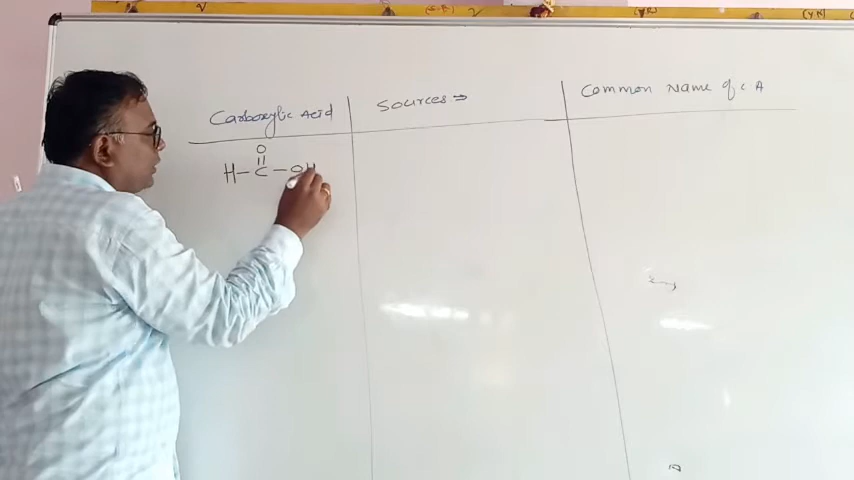 Carboxylic Acid
Sources ⇒
Common Name of C A
O
||
H - C - OH